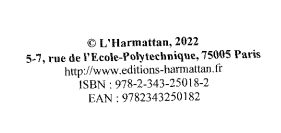 © L'Harmattan, 2022
5-7, rue de l'Ecole-Polytechnique, 75005 Paris
http://www.editions-harmattan.fr
ISBN : 978-2-343-25018-2
EAN : 9782343250182